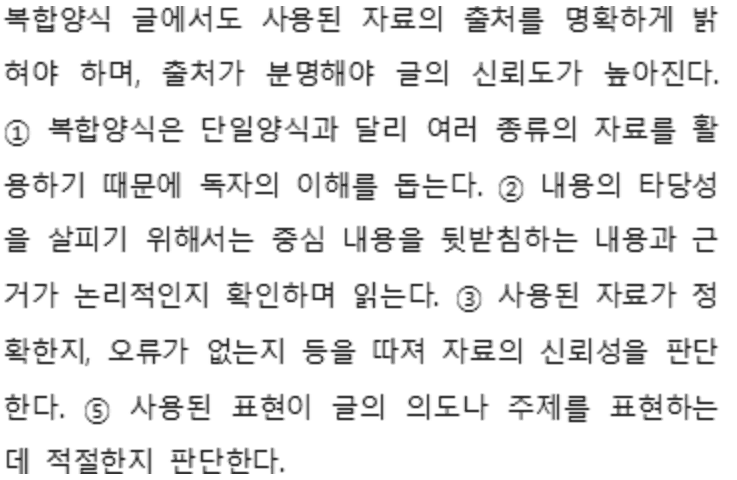 복합양식 글에서도 사용된 자료의 출처를 명확하게 밝
혀야 하며, 출처가 분명해야 글의 신뢰도가 높아진다.
① 복합양식은 단일양식과 달리 여러 종류의 자료를 활
용하기 때문에 독자의 이해를 돕는다. ② 내용의 타당성
을 살피기 위해서는 중심 내용을 뒷받침하는 내용과 근
거가 논리적인지 확인하며 읽는다. ③ 사용된 자료가 정
확한지, 오류가 없는지 등을 따져 자료의 신뢰성을 판단
한다. ⑤ 사용된 표현이 글의 의도나 주제를 표현하는
데 적절한지 판단한다.